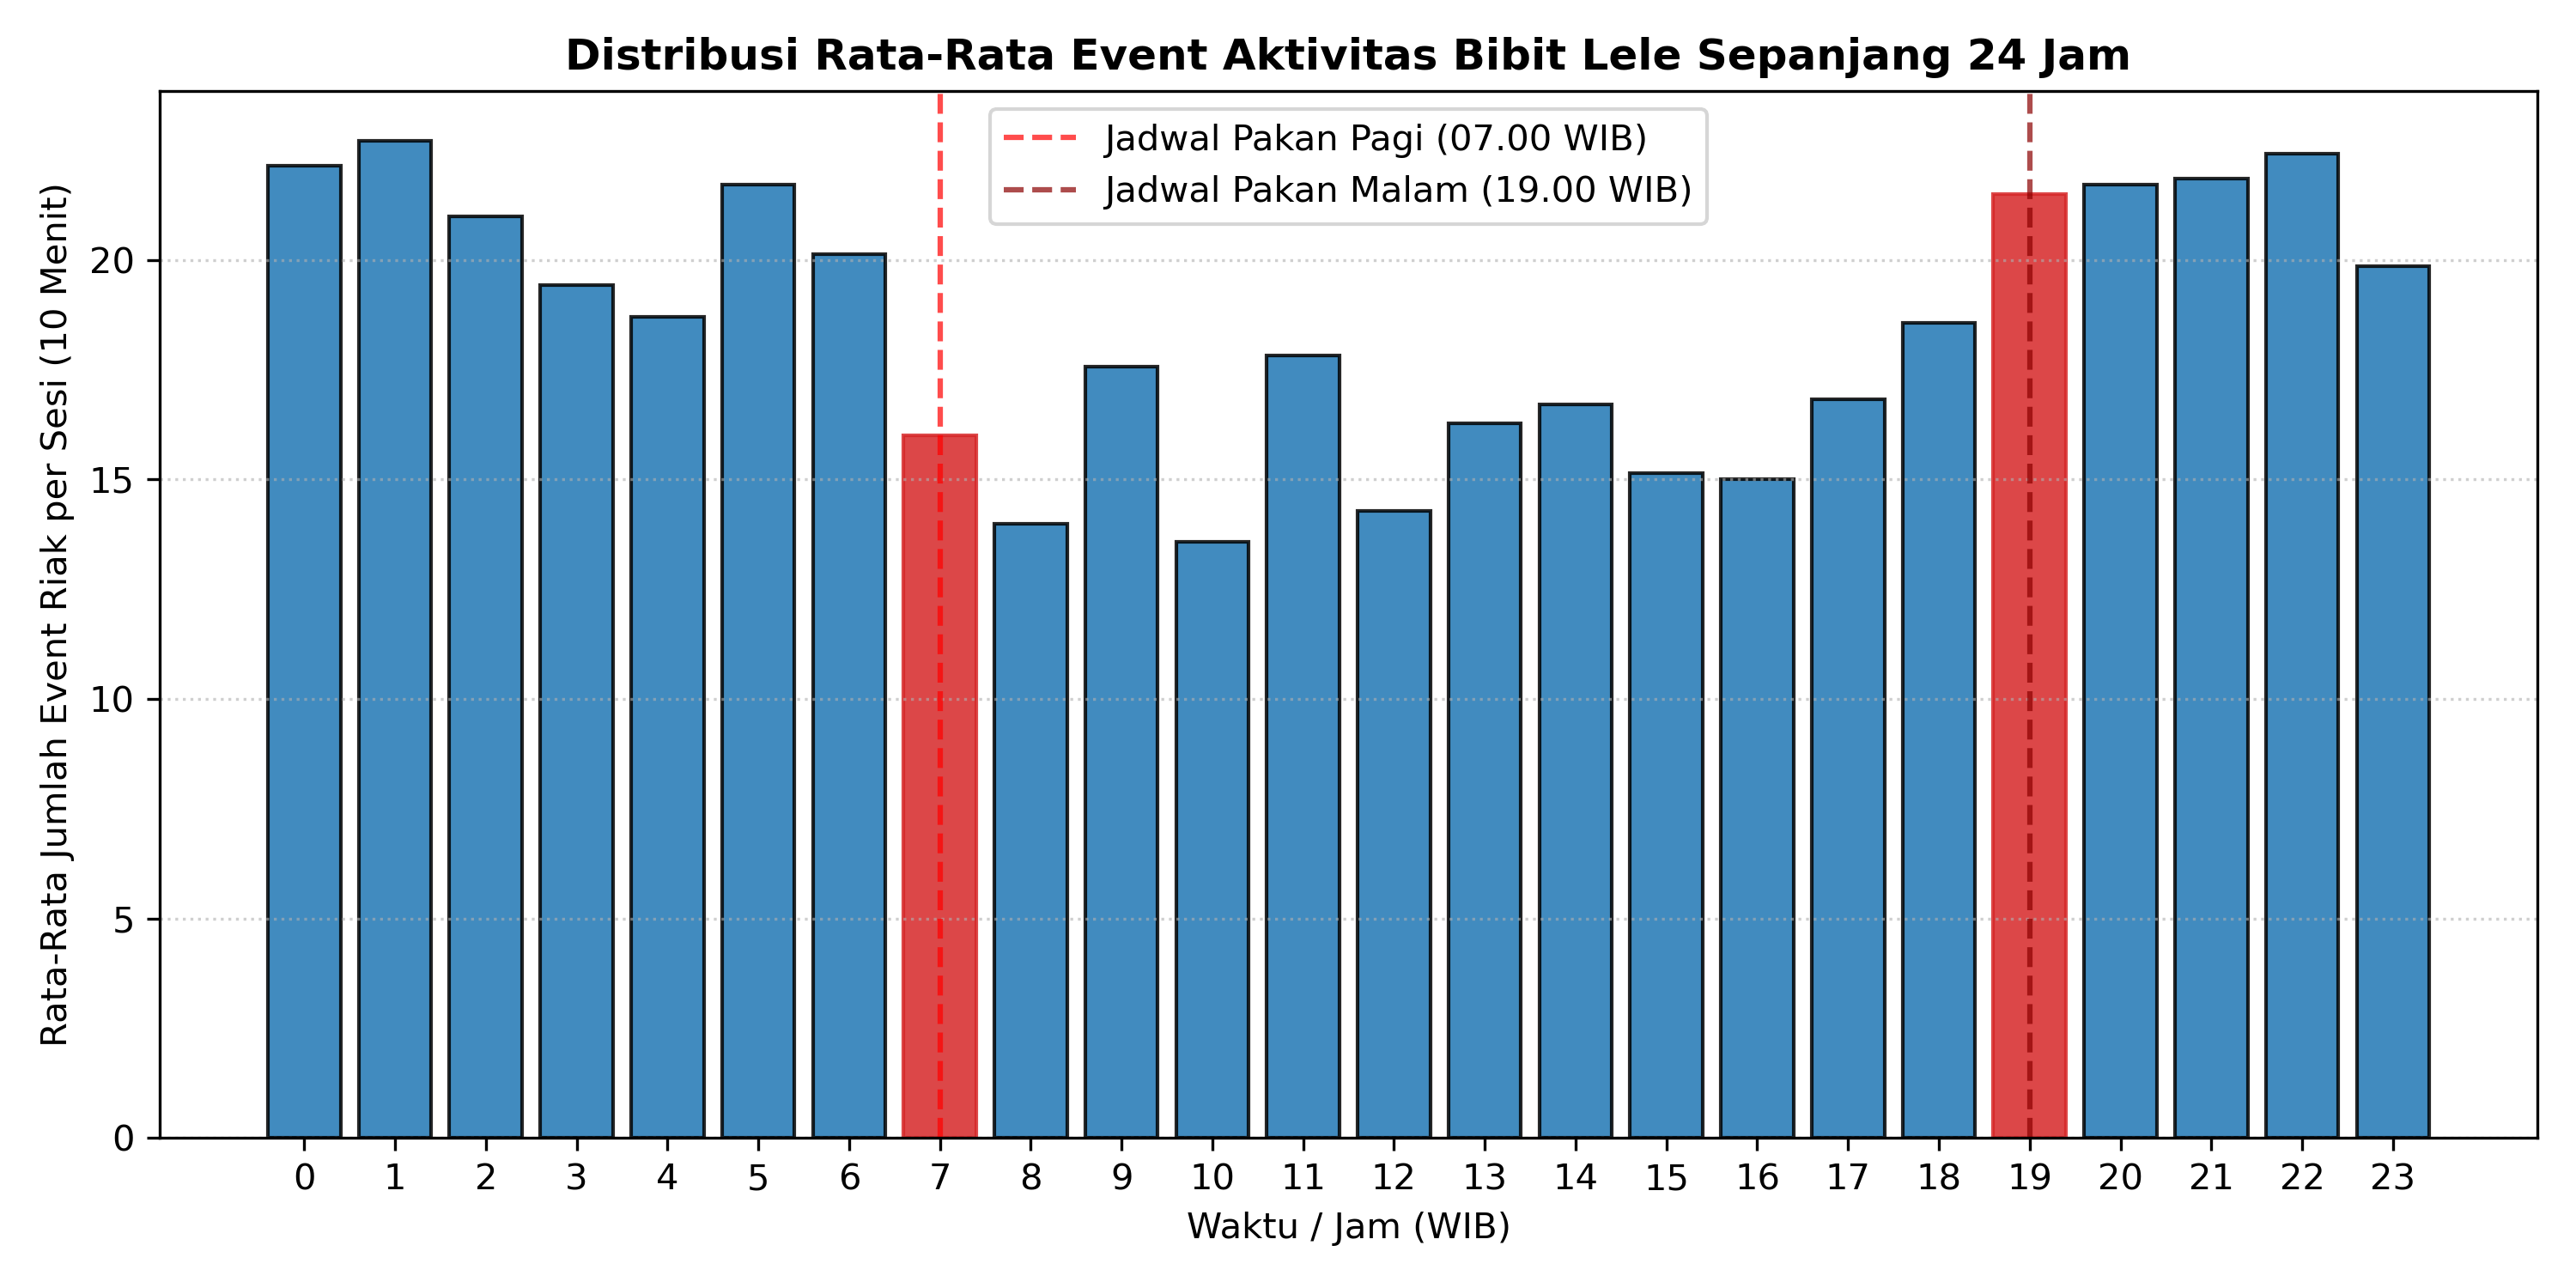 Distribusi Rata-Rata Event Aktivitas Bibit Lele Sepanjang 24 Jam
Jadwal Pakan Pagi (07.00 WIB)
Jadwal Pakan Malam (19.00 WIB)
Rata-Rata Jumlah Event Riak per Sesi (10 Menit)
20
15
10
5
0
0 1 2 3 4 5 6 7 8 9 10 11 12 13 14 15 16 17 18 19 20 21 22 23
Waktu / Jam (WIB)